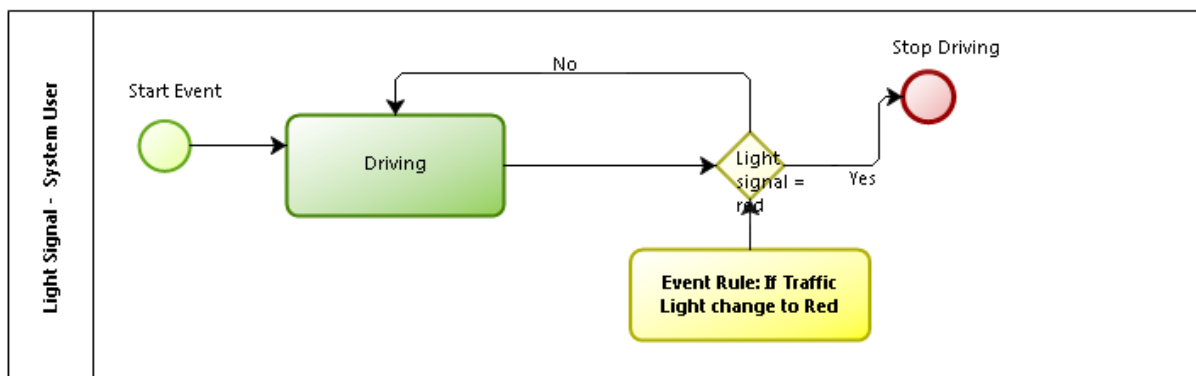 Light Signal - System User
Start Event
Driving
No
Light
signal =
red
Yes
Stop Driving
Event Rule: If Traffic
Light change to Red